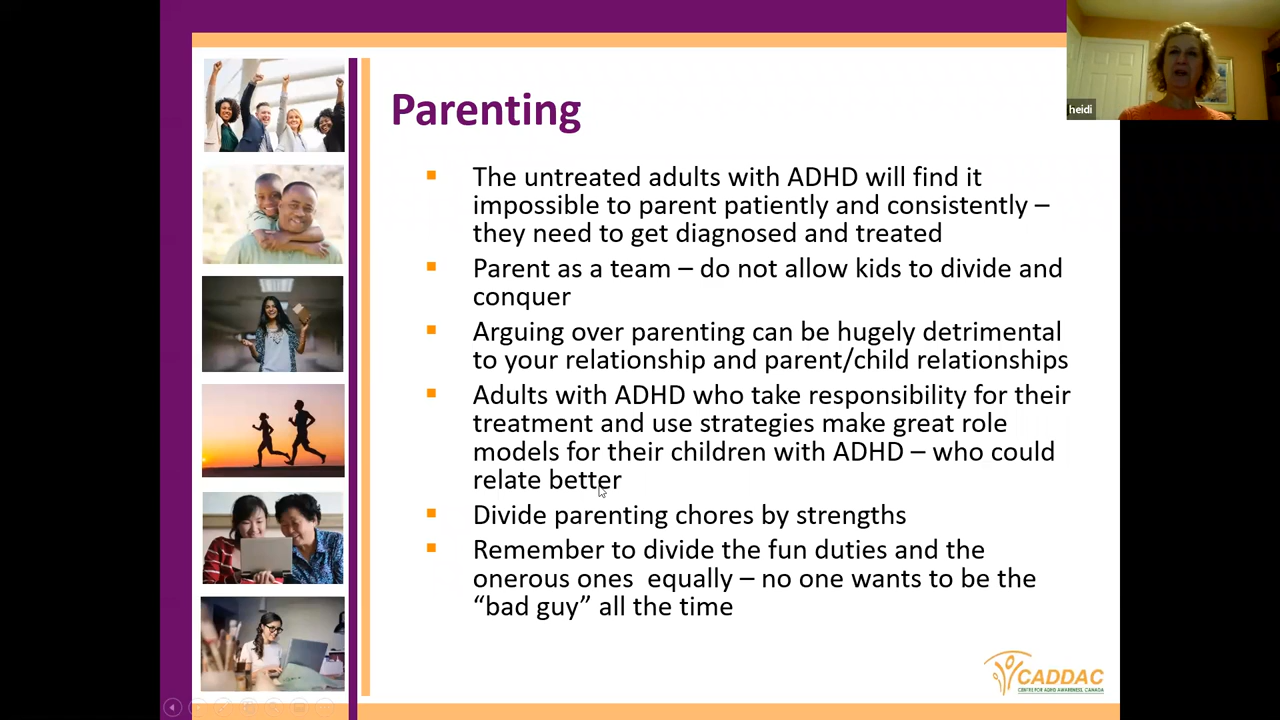 heidi
Parenting
The untreated adults with ADHD will find it
impossible to parent patiently and consistently –
they need to get diagnosed and treated
Parent as a team – do not allow kids to divide and
conquer
Arguing over parenting can be hugely detrimental
to your relationship and parent/child relationships
Adults with ADHD who take responsibility for their
treatment and use strategies make great role
models for their children with ADHD – who could
relate better
Divide parenting chores by strengths
Remember to divide the fun duties and the
onerous ones  equally – no one wants to be the
“bad guy” all the time
CADDAC
CENTRE FOR ADHD AWARENESS, CANADA